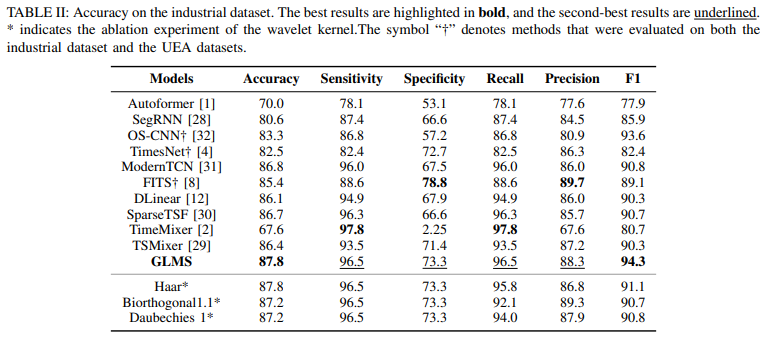 TABLE II: Accuracy on the industrial dataset. The best results are highlighted in bold, and the second-best results are underlined.
* indicates the ablation experiment of the wavelet kernel.The symbol “†” denotes methods that were evaluated on both the
industrial dataset and the UEA datasets.
Models Accuracy Sensitivity Specificity Recall Precision F1
Autoformer [1] 70.0 78.1 53.1 78.1 77.6 77.9
SegRNN [28] 80.6 87.4 66.6 87.4 84.5 85.9
OS-CNN† [32] 83.3 86.8 57.2 86.8 80.9 93.6
TimesNet† [4] 82.5 82.4 72.7 82.5 86.3 82.4
ModernTCN [31] 86.8 96.0 67.5 96.0 86.0 90.8
FITS† [8] 85.4 88.6 78.8 88.6 89.7 89.1
DLinear [12] 86.1 94.9 67.9 94.9 86.0 90.3
SparseTSF [30] 86.7 96.3 66.6 96.3 85.7 90.7
TimeMixer [2] 67.6 97.8 2.25 97.8 67.6 80.7
TSMixer [29] 86.4 93.5 71.4 93.5 87.2 90.3
GLMS 87.8 96.5 73.3 96.5 88.3 94.3
Haar* 87.8 96.5 73.3 95.8 86.8 91.1
Biorthogonal1.1* 87.2 96.5 73.3 92.1 89.3 90.7
Daubechies 1* 87.2 96.5 73.3 94.0 87.9 90.8